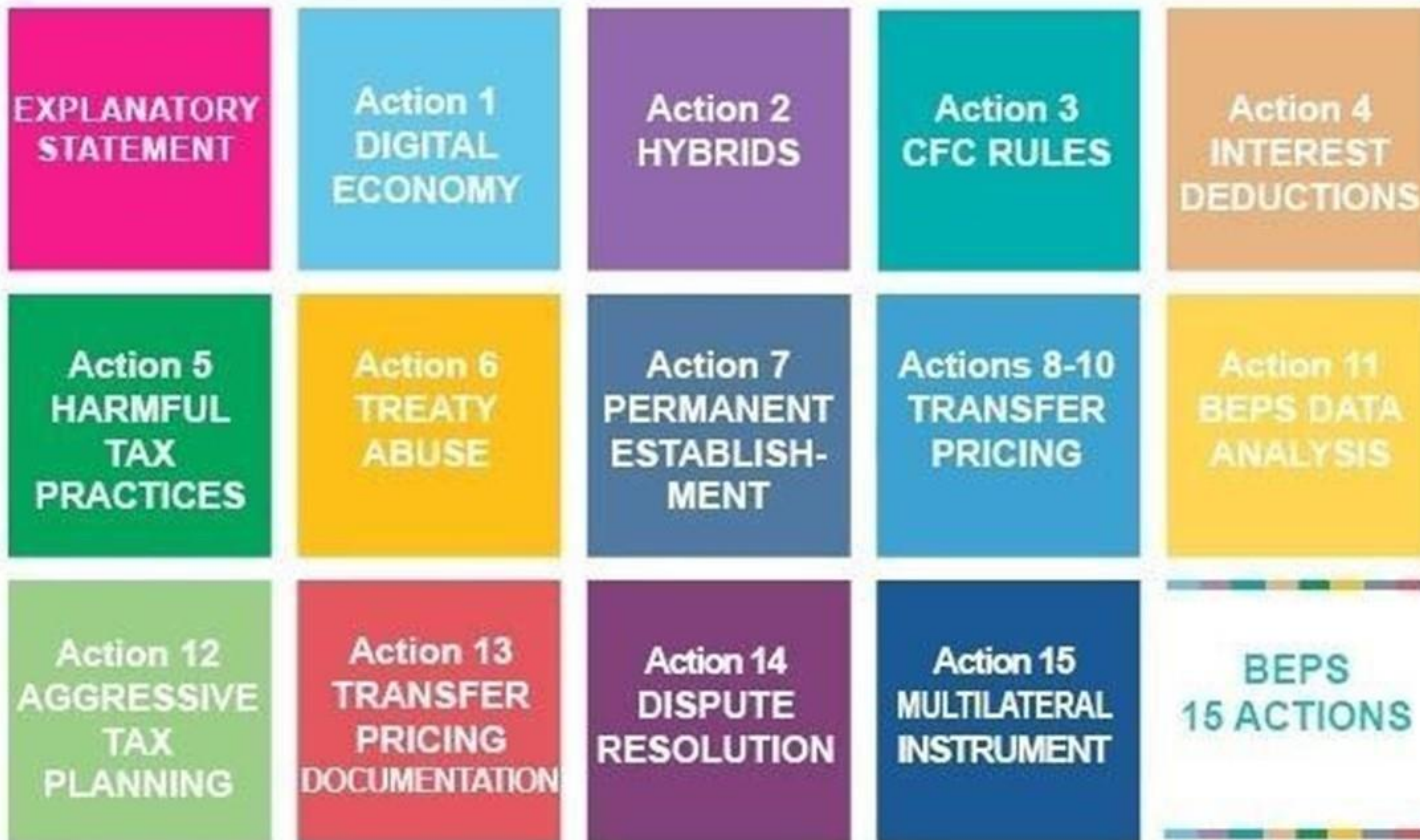 EXPLANATORY
STATEMENT
Action 1
DIGITAL
ECONOMY
Action 2
HYBRIDS
Action 3
CFC RULES
Action 4
INTEREST
DEDUCTIONS
Action 5
HARMFUL
TAX
PRACTICES
Action 6
TREATY
ABUSE
Action 7
PERMANENT
ESTABLISH-
MENT
Actions 8-10
TRANSFER
PRICING
Action 11
BEPS DATA
ANALYSIS
Action 12
AGGRESSIVE
TAX
PLANNING
Action 13
TRANSFER
PRICING
DOCUMENTATION
Action 14
DISPUTE
RESOLUTION
Action 15
MULTILATERAL
INSTRUMENT
BEPS
15 ACTIONS